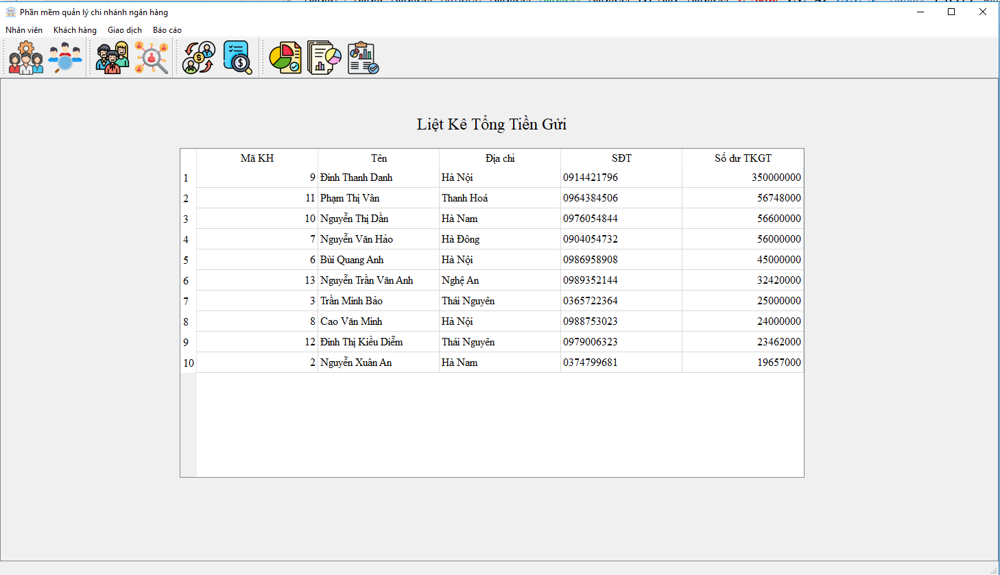 Phần mềm quản lý chi nhánh ngân hàng
Nhân viên Khách hàng Giao dịch Báo cáo
Liệt Kê Tổng Tiền Gửi
Mã KH Tên Địa chỉ SĐT Số dư TKGT
1 9 Đinh Thanh Danh Hà Nội 0914421796 350000000
2 11 Phạm Thị Vân Thanh Hoá 0964384506 56748000
3 10 Nguyễn Thị Dần Hà Nam 0976054844 56600000
4 7 Nguyễn Văn Hảo Hà Đông 0904054732 56000000
5 6 Bùi Quang Anh Hà Nội 0986958908 45000000
6 13 Nguyễn Trần Văn Anh Nghệ An 0989352144 32420000
7 3 Trần Minh Bảo Thái Nguyên 0365722364 25000000
8 8 Cao Văn Minh Hà Nội 0988753023 24000000
9 12 Đinh Thị Kiều Diễm Thái Nguyên 0979006323 23462000
10 2 Nguyễn Xuân An Hà Nam 0374799681 19657000